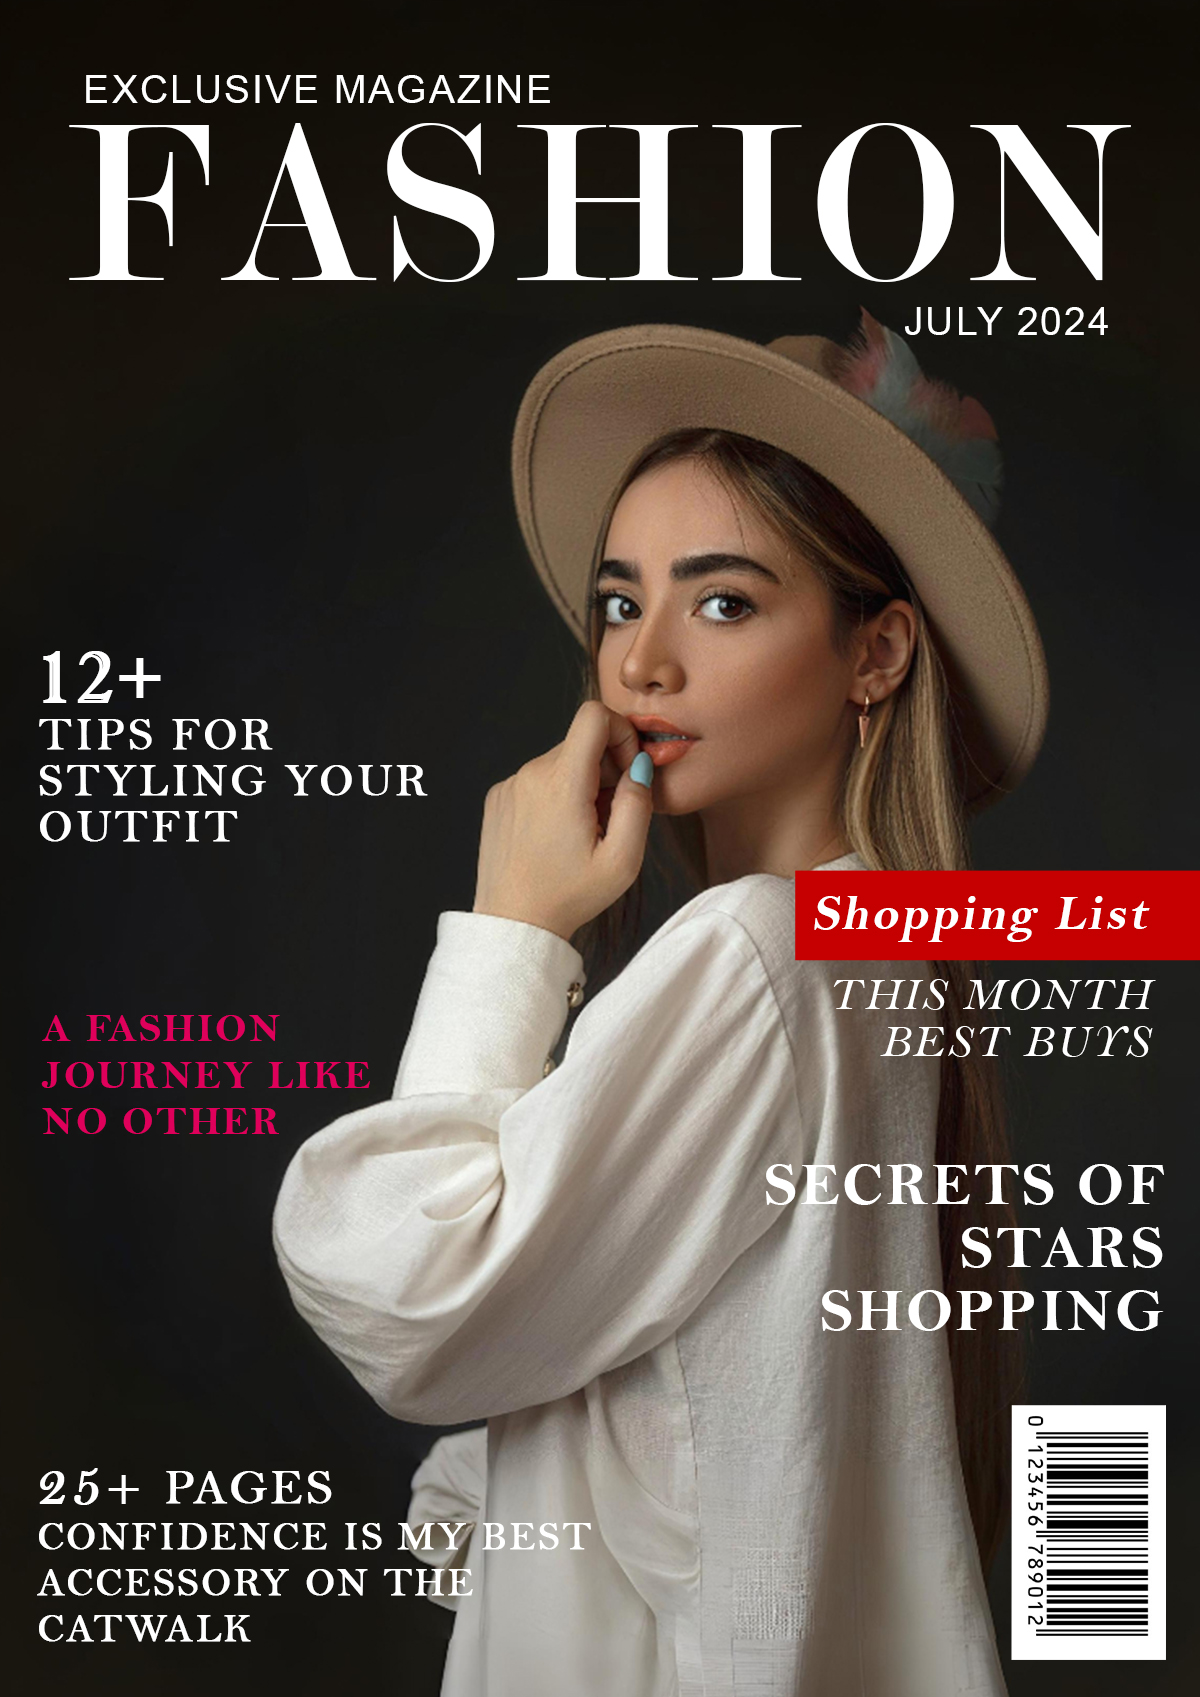 EXCLUSIVE MAGAZINE
FASHION
JULY 2024
12+
TIPS FOR
STYLING YOUR
OUTFIT
Shopping List
THIS MONTH
BEST BUYS
A FASHION
JOURNEY LIKE
NO OTHER
SECRETS OF
STARS
SHOPPING
25+ PAGES
CONFIDENCE IS MY BEST
ACCESSORY ON THE
CATWALK
0 123456 789012